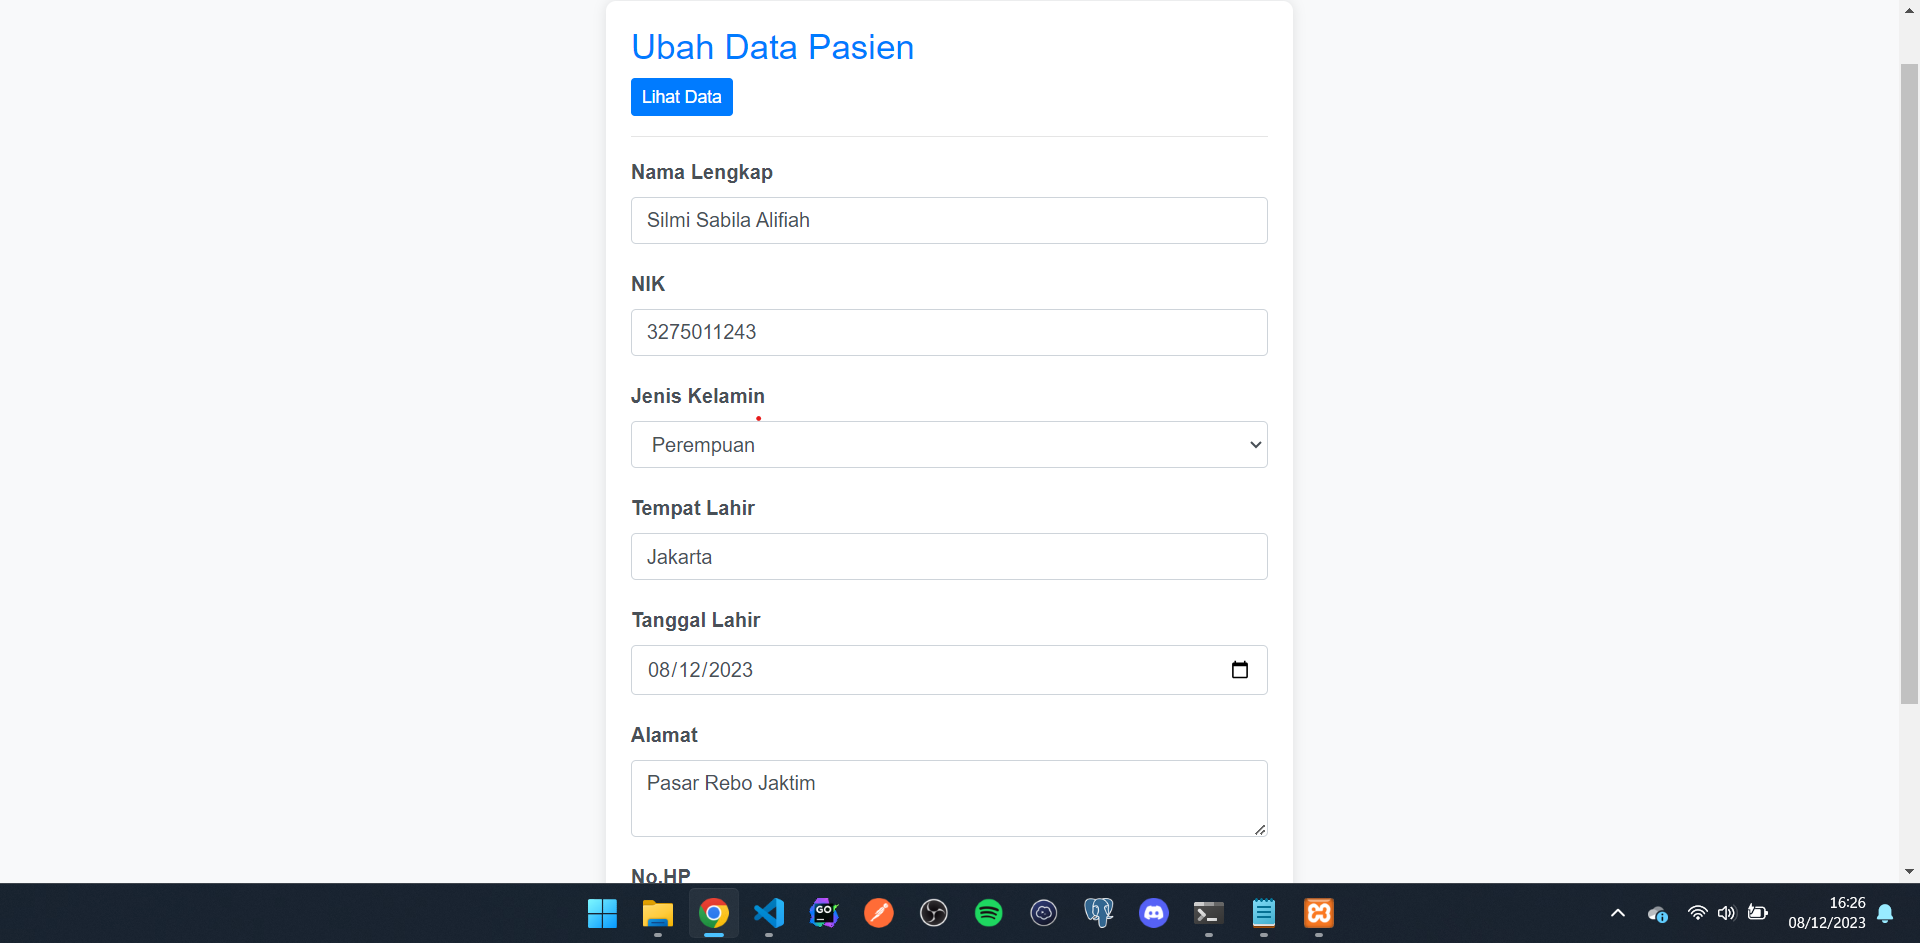 Ubah Data Pasien
Lihat Data
Nama Lengkap
Silmi Sabila Alifiah
NIK
3275011243
Jenis Kelamin
Perempuan
Tempat Lahir
Jakarta
Tanggal Lahir
08/12/2023
Alamat
Pasar Rebo Jaktim
No.HP
GO
16:26
08/12/2023